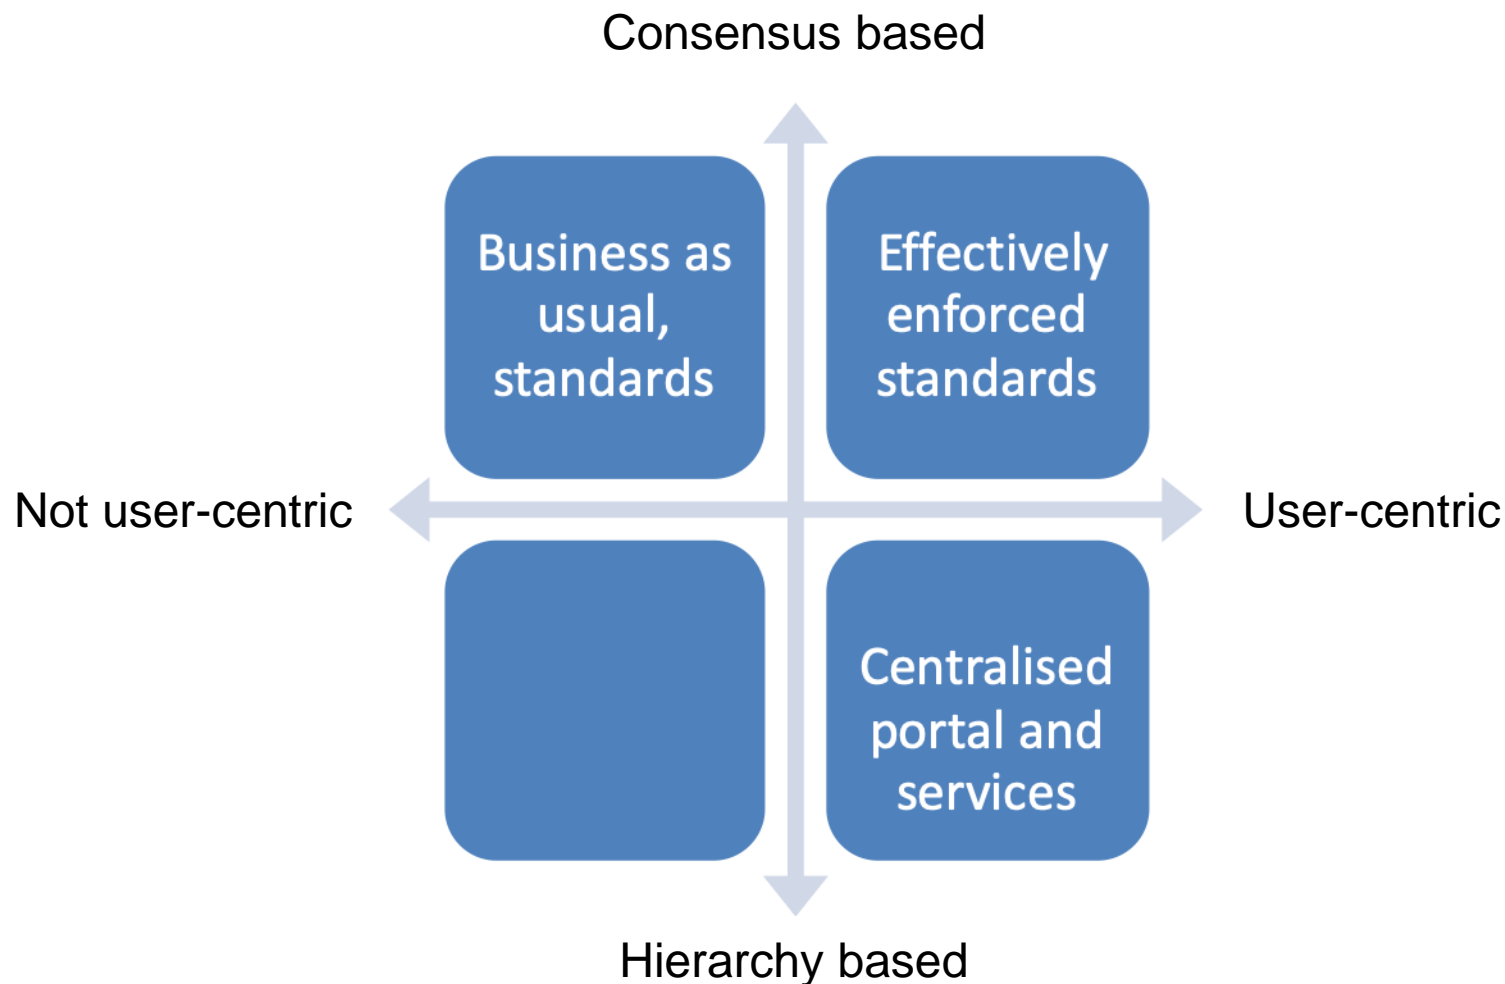 Consensus based
Business as
usual,
standards
Effectively
enforced
standards
Not user-centric
User-centric
Centralised
portal and
services
Hierarchy based